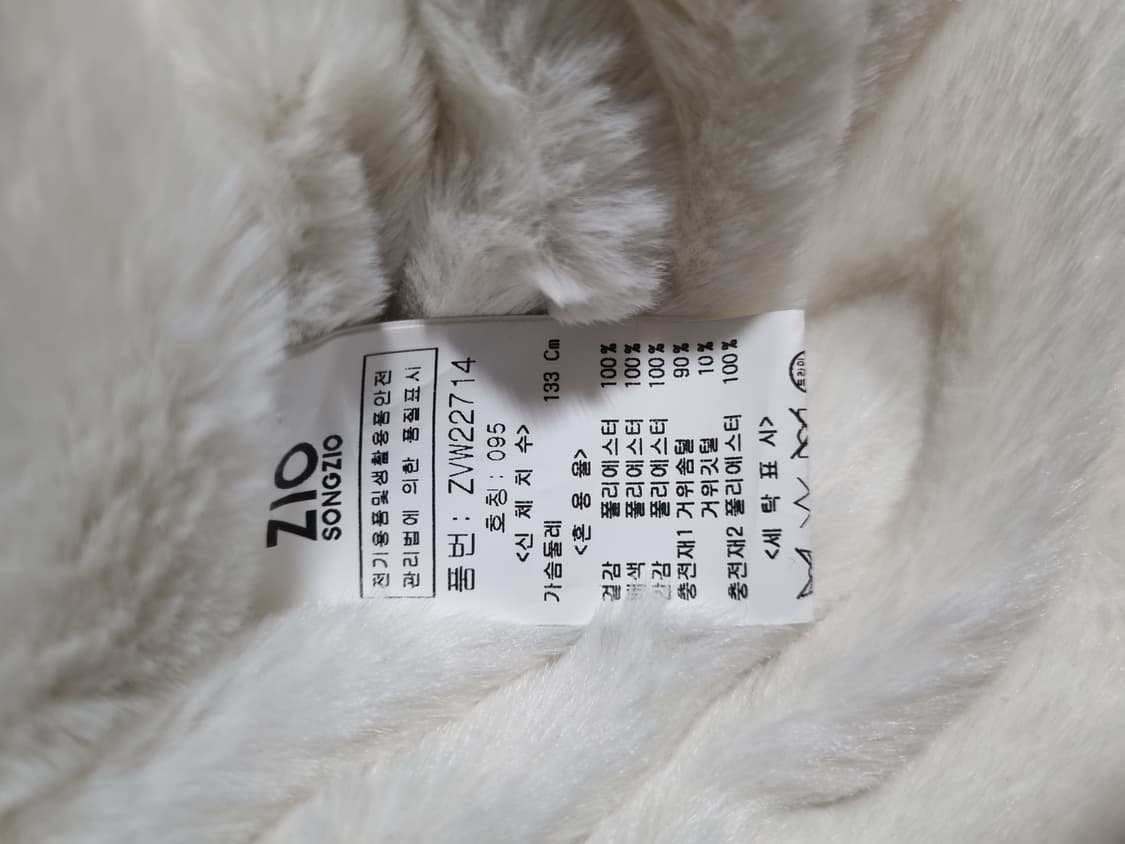 ZIO
SONGZIO
전기용품및생활용품안전
관리법에 의한 품질표시
품번: ZVW22714
호칭: 095
<신 체 치 수>
가슴둘레 133 Cm
<혼 용 율>
겉감 폴리에스터 100%
배색 폴리에스터 100%
안감 폴리에스터 100%
충전재1 거위솜털 90%
거위깃털 10%
충전재2 폴리에스터 100%
<세 탁 표 시>
드라이